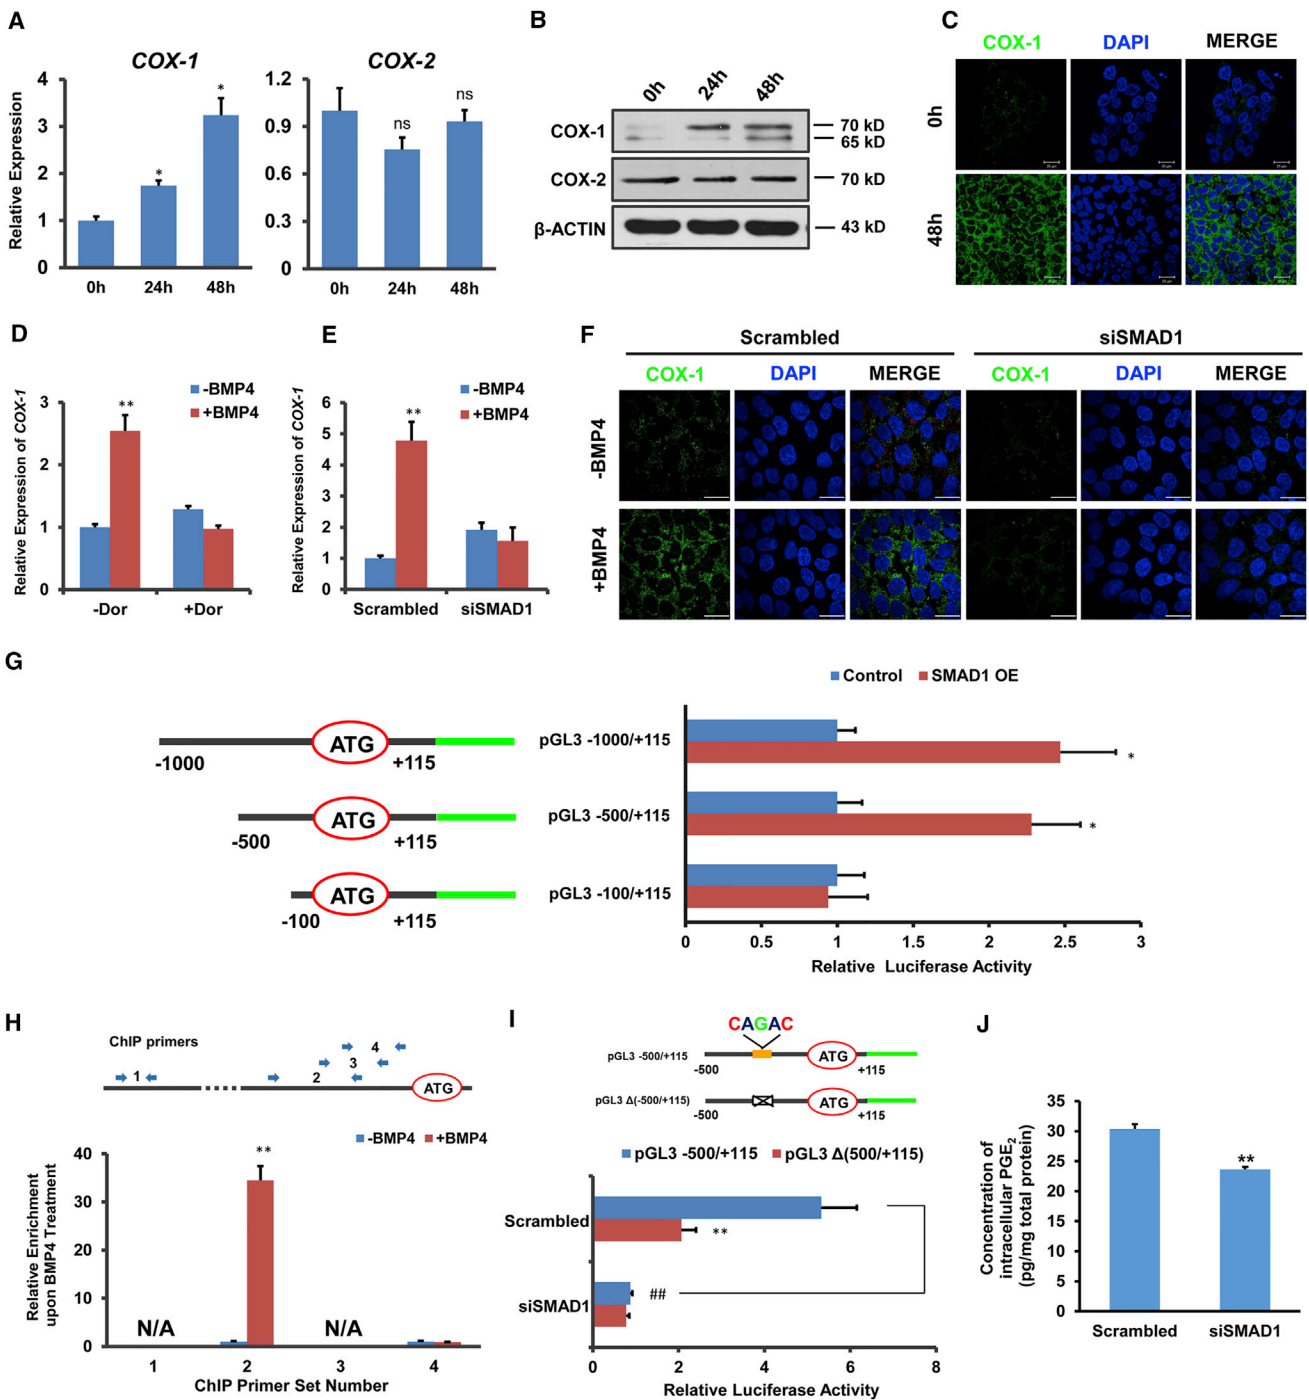 A
COX-1
COX-2
Relative Expression
4
3
2
1
0
*
*
0h 24h 48h
1.2
0.9
0.6
0.3
0
ns
ns
0h 24h 48h
B
0h 24h 48h
COX-1
70 kD
65 kD
COX-2
70 kD
β-ACTIN
43 kD
C
COX-1 DAPI MERGE
0h
48h
D
-BMP4
+BMP4
Relative Expression of COX-1
3
2
1
0
**
-Dor +Dor
E
-BMP4
+BMP4
Relative Expression of COX-1
6
5
4
3
2
1
0
**
Scrambled siSMAD1
F
Scrambled siSMAD1
COX-1 DAPI MERGE COX-1 DAPI MERGE
-BMP4
+BMP4
G
Control SMAD1 OE
ATG
-1000 +115
pGL3 -1000/+115
*
ATG
-500 +115
pGL3 -500/+115
*
ATG
-100 +115
pGL3 -100/+115
0 0.5 1 1.5 2 2.5 3
Relative Luciferase Activity
H
ChIP primers
1 2 3 4
ATG
-BMP4 +BMP4
Relative Enrichment
upon BMP4 Treatment
40
30
20
10
0
N/A
**
N/A
1 2 3 4
ChIP Primer Set Number
I
CAGAC
pGL3 -500/+115
ATG
-500 +115
pGL3 Δ(-500/+115)
ATG
-500 +115
pGL3 -500/+115 pGL3 Δ(500/+115)
Scrambled
**
siSMAD1
##
0 2 4 6 8
Relative Luciferase Activity
J
Concentration of
intracellular PGE2
(pg/mg total protein)
35
30
25
20
15
10
5
0
**
Scrambled siSMAD1